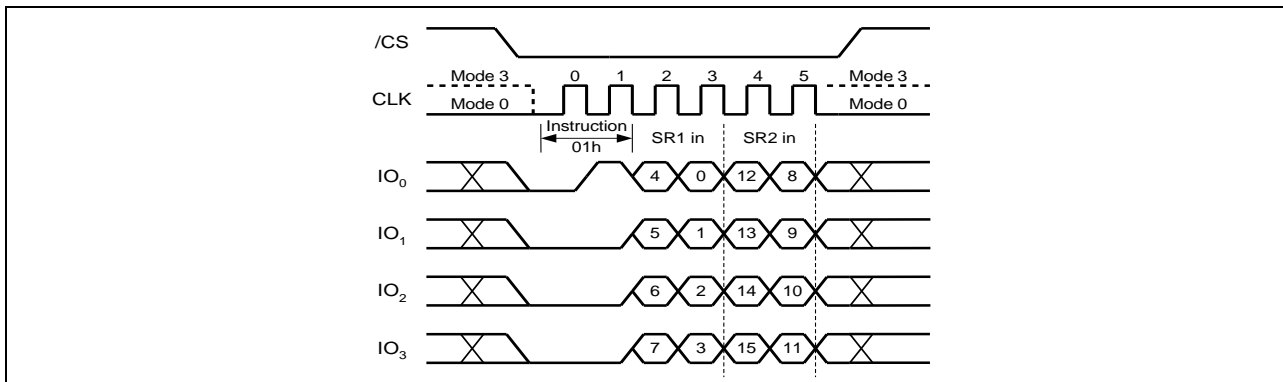 /CS
Mode 3 0 1 2 3 4 5 Mode 3
CLK Mode 0 Mode 0
Instruction
01h SR1 in SR2 in
IO0 4 0 12 8
IO1 5 1 13 9
IO2 6 2 14 10
IO3 7 3 15 11